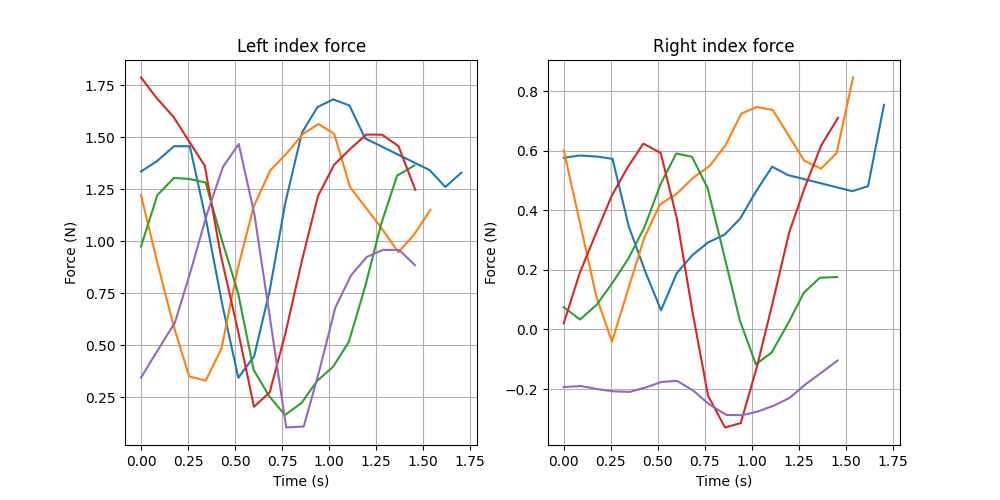 Left index force
Right index force
Force (N)
1.75
1.50
1.25
1.00
0.75
0.50
0.25
0.00 0.25 0.50 0.75 1.00 1.25 1.50 1.75
Time (s)
Force (N)
0.8
0.6
0.4
0.2
0.0
−0.2
0.00 0.25 0.50 0.75 1.00 1.25 1.50 1.75
Time (s)